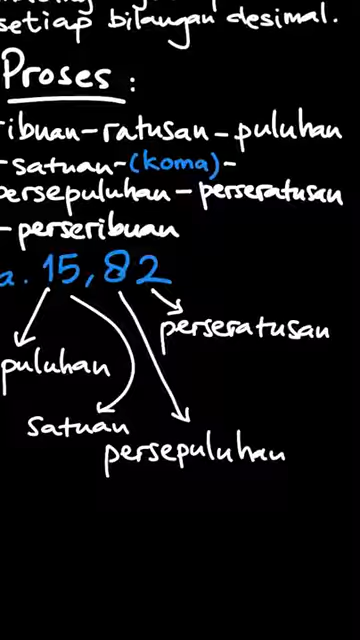 setiap bilangan desimal.
Proses :
ribuan-ratusan-puluhan
-satuan-(koma)-
persepuluhan-perseratusan
-perseribuan
a. 15,82
perseratusan
puluhan
satuan
persepuluhan